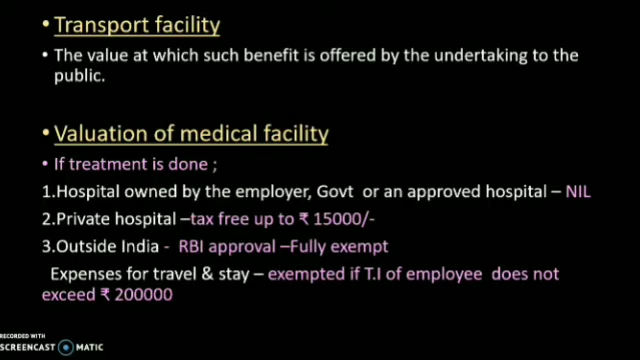 • Transport facility
• The value at which such benefit is offered by the undertaking to the
public.
• Valuation of medical facility
• If treatment is done ;
1.Hospital owned by the employer, Govt or an approved hospital – NIL
2.Private hospital –tax free up to ₹ 15000/-
3.Outside India - RBI approval –Fully exempt
Expenses for travel & stay – exempted if T.I of employee does not
exceed ₹ 200000
RECORDED WITH
SCREENCAST MATIC